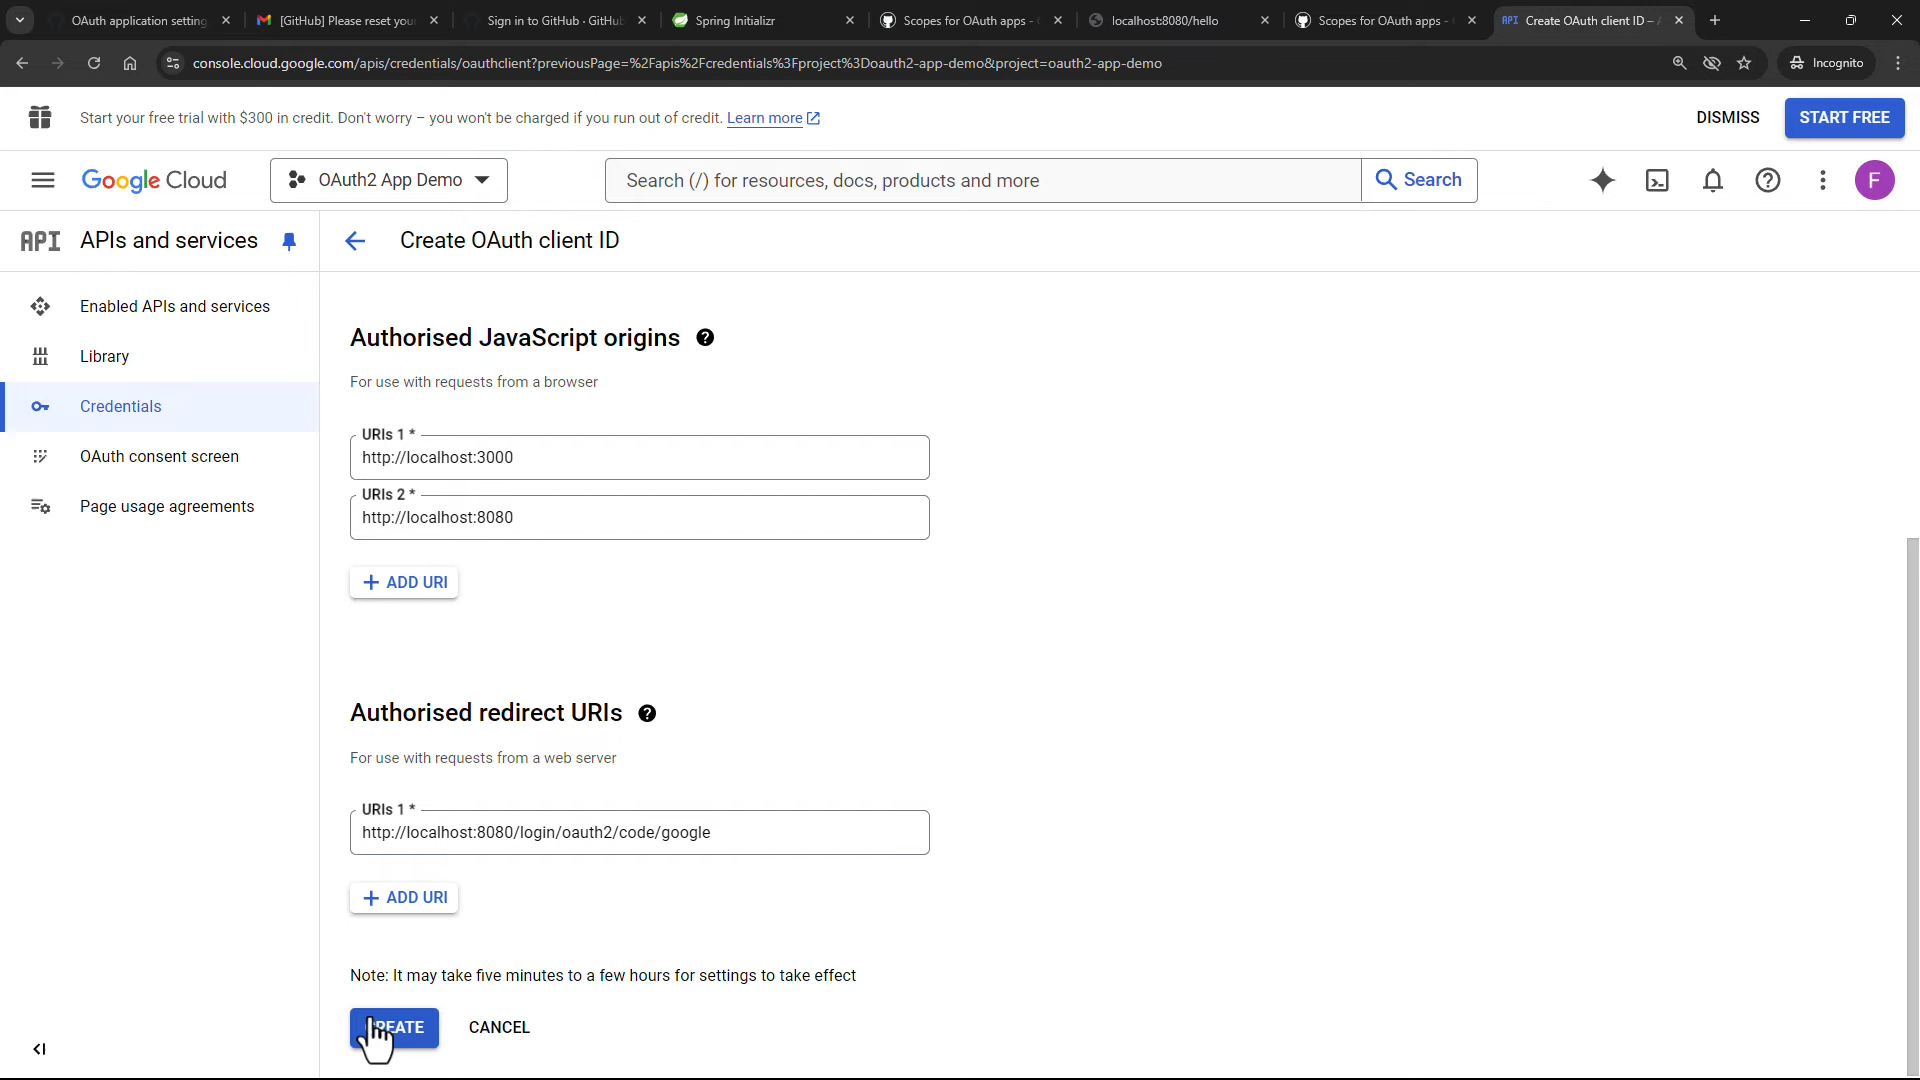 OAuth application setting
[GitHub] Please reset you
Sign in to GitHub · GitHub
Spring Initializr
Scopes for OAuth apps -
localhost:8080/hello
Scopes for OAuth apps -
API Create OAuth client ID –
console.cloud.google.com/apis/credentials/oauthclient?previousPage=%2Fapis%2Fcredentials%3Fproject%3Doauth2-app-demo&project=oauth2-app-demo
Incognito
Start your free trial with $300 in credit. Don't worry – you won't be charged if you run out of credit. Learn more
DISMISS
START FREE
Google Cloud
OAuth2 App Demo
Search (/) for resources, docs, products and more
Search
F
API APIs and services
Create OAuth client ID
Enabled APIs and services
Library
Credentials
OAuth consent screen
Page usage agreements
Authorised JavaScript origins
For use with requests from a browser
URIs 1 *
http://localhost:3000
URIs 2 *
http://localhost:8080
+ ADD URI
Authorised redirect URIs
For use with requests from a web server
URIs 1 *
http://localhost:8080/login/oauth2/code/google
+ ADD URI
Note: It may take five minutes to a few hours for settings to take effect
CREATE
CANCEL